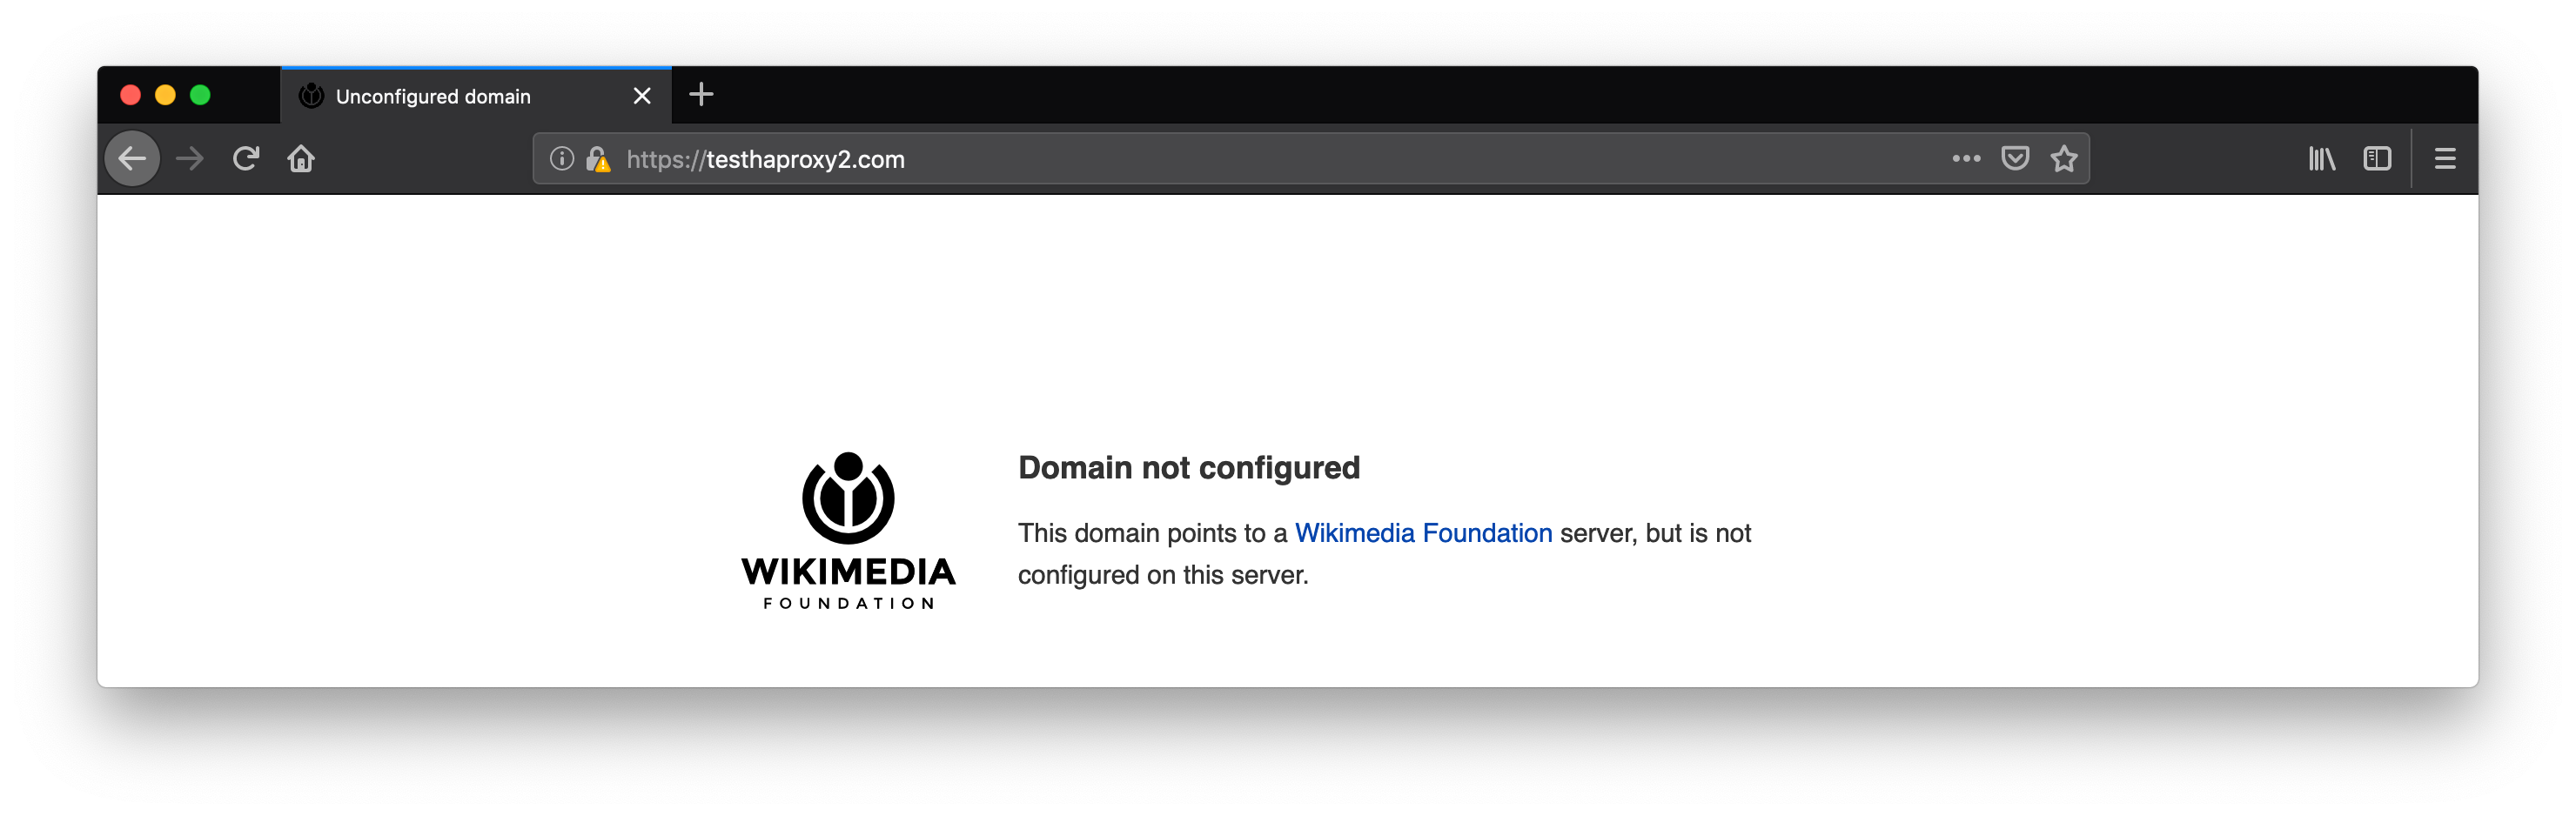 Unconfigured domain
https://testhaproxy2.com
Domain not configured
This domain points to a Wikimedia Foundation server, but is not
configured on this server.
WIKIMEDIA
FOUNDATION